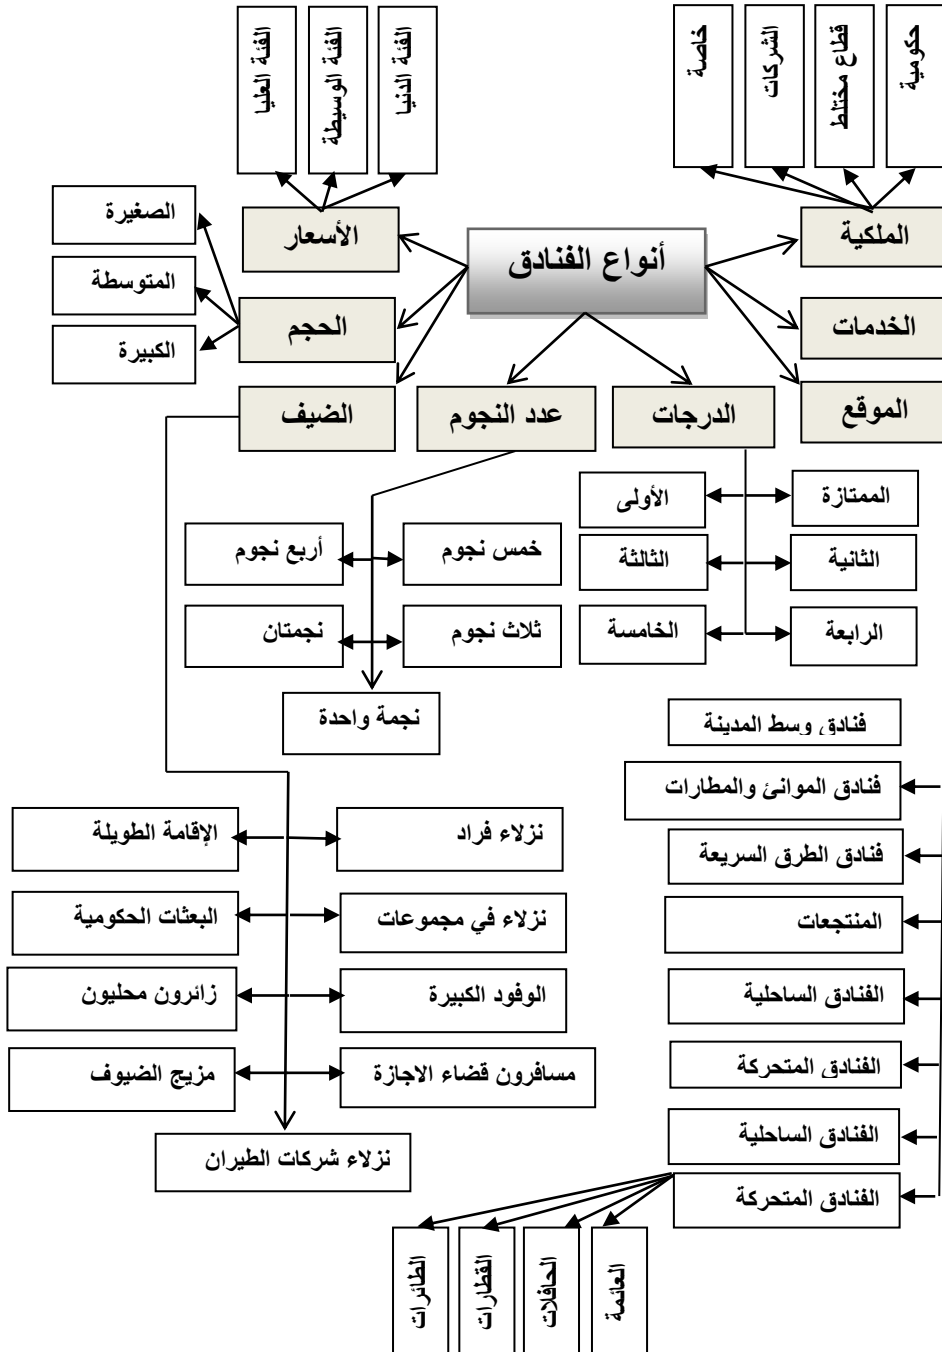 حكومية
قطاع مختلط
الشركات
خاصة
الفئة الدنيا
الفئة الوسيطة
الفئة العليا
الملكية
أنواع الفنادق
الأسعار
الصغيرة
المتوسطة
الكبيرة
الخدمات
الحجم
الموقع
الدرجات
عدد النجوم
الضيف
الممتازة
الأولى
الثانية
الثالثة
الرابعة
الخامسة
خمس نجوم
أربع نجوم
ثلاث نجوم
نجمتان
نجمة واحدة
فنادق وسط المدينة
فنادق الموانئ والمطارات
فنادق الطرق السريعة
المنتجعات
الفنادق الساحلية
الفنادق المتحركة
الفنادق الساحلية
الفنادق المتحركة
نزلاء فراد
الإقامة الطويلة
نزلاء في مجموعات
البعثات الحكومية
الوفود الكبيرة
زائرون محليون
مسافرون قضاء الاجازة
مزيج الضيوف
نزلاء شركات الطيران
العائمة
الحافلات
القطارات
الطائرات